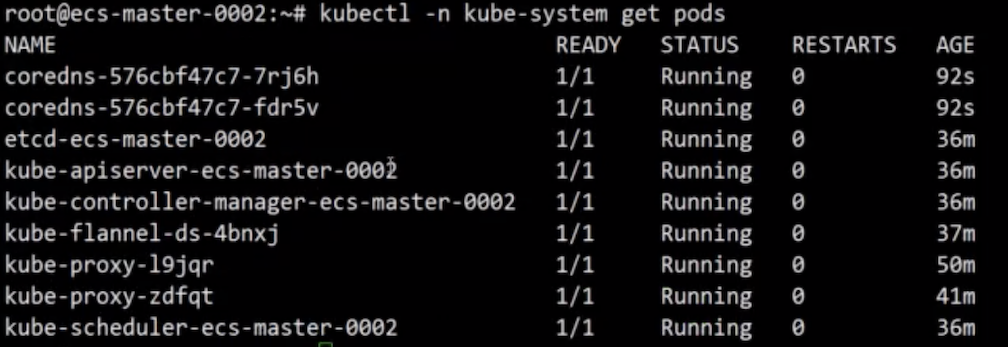 root@ecs-master-0002:~# kubectl -n kube-system get pods
NAME READY STATUS RESTARTS AGE
coredns-576cbf47c7-7rj6h 1/1 Running 0 92s
coredns-576cbf47c7-fdr5v 1/1 Running 0 92s
etcd-ecs-master-0002 1/1 Running 0 36m
kube-apiserver-ecs-master-0002 1/1 Running 0 36m
kube-controller-manager-ecs-master-0002 1/1 Running 0 36m
kube-flannel-ds-4bnxj 1/1 Running 0 37m
kube-proxy-l9jqr 1/1 Running 0 50m
kube-proxy-zdfqt 1/1 Running 0 41m
kube-scheduler-ecs-master-0002 1/1 Running 0 36m